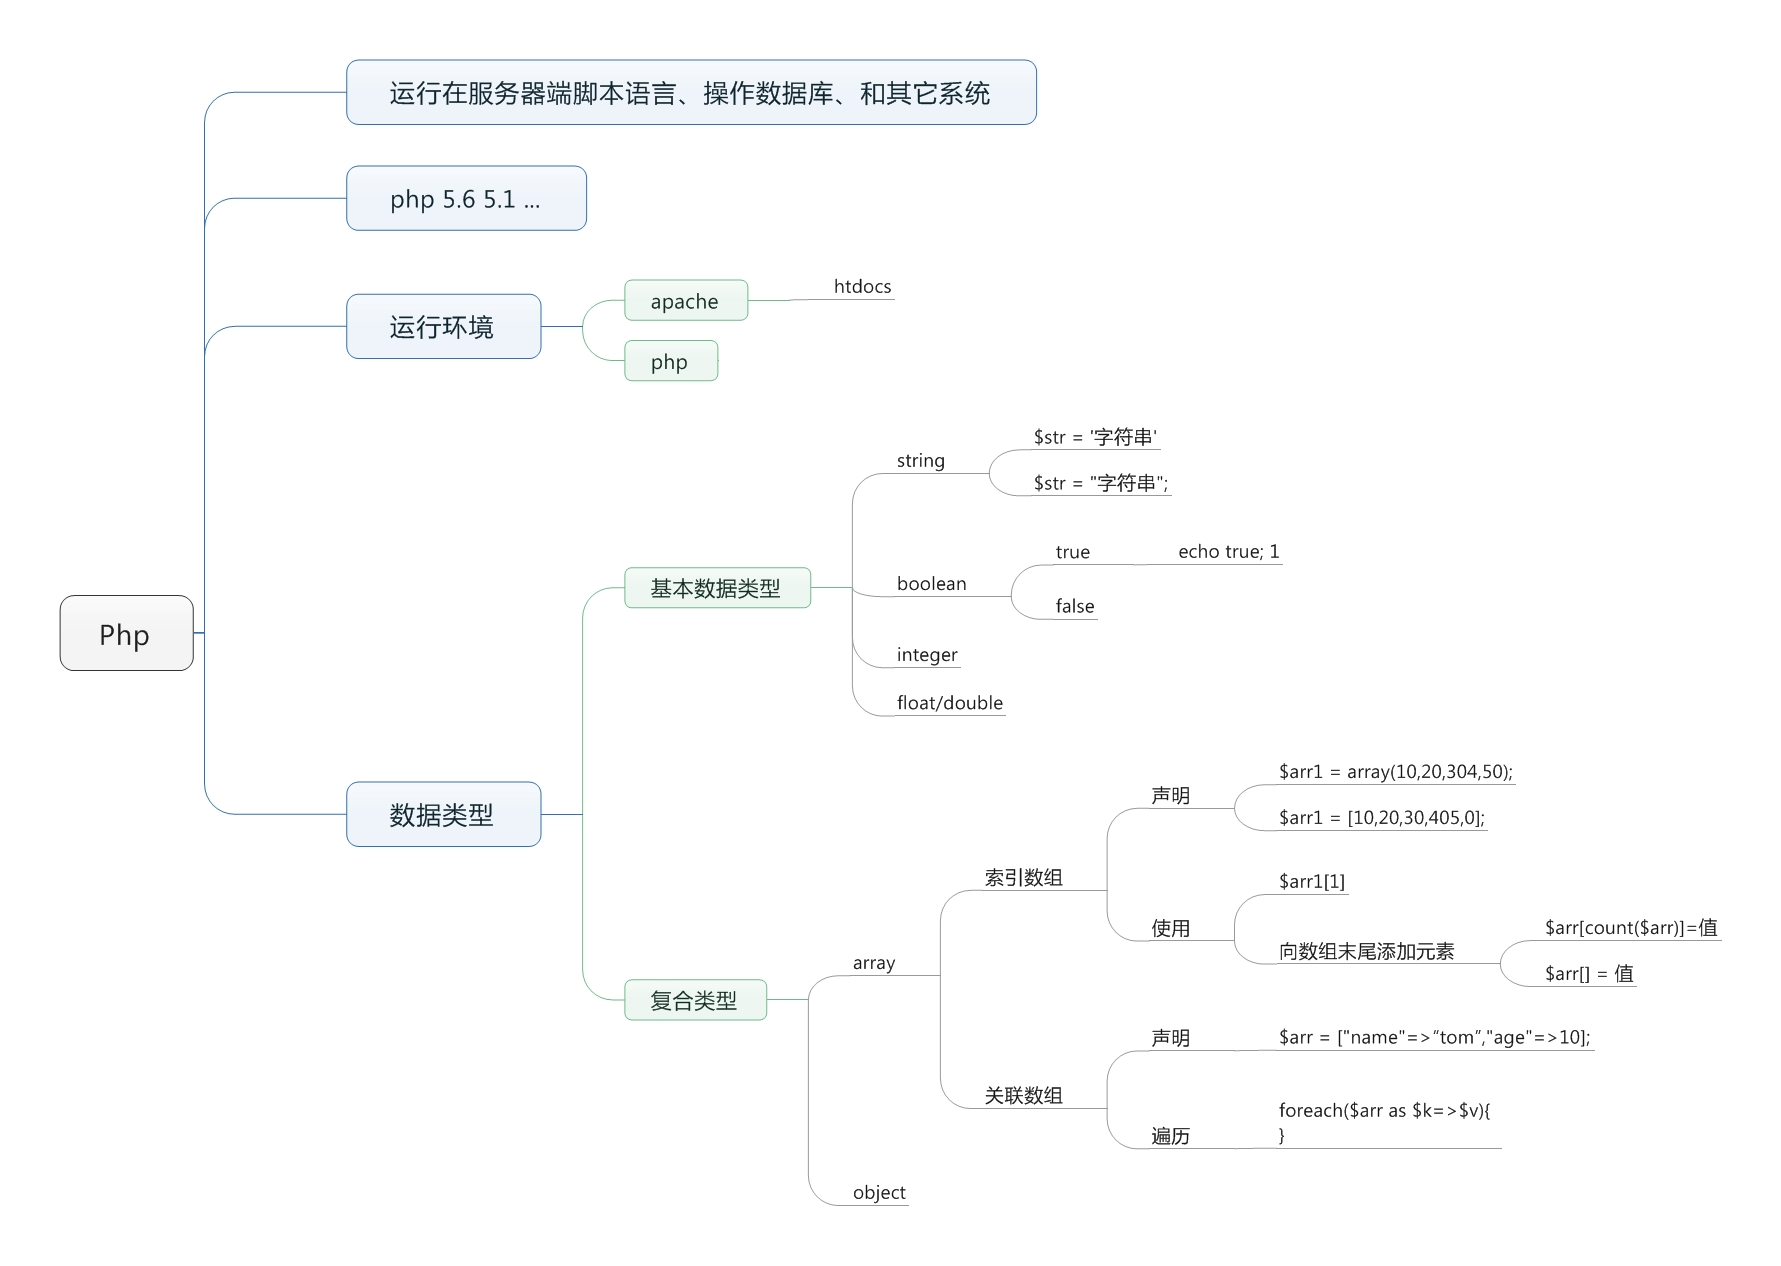 Php
运行在服务器端脚本语言、操作数据库、和其它系统
php 5.6 5.1 ...
运行环境
apache
htdocs
php
数据类型
基本数据类型
string
$str = '字符串'
$str = "字符串";
boolean
true
echo true; 1
false
integer
float/double
复合类型
array
索引数组
声明
$arr1 = array(10,20,304,50);
$arr1 = [10,20,30,405,0];
使用
$arr1[1]
向数组末尾添加元素
$arr[count($arr)]=值
$arr[] = 值
关联数组
声明
$arr = ["name"=>“tom”,"age"=>10];
遍历
foreach($arr as $k=>$v){
}
object